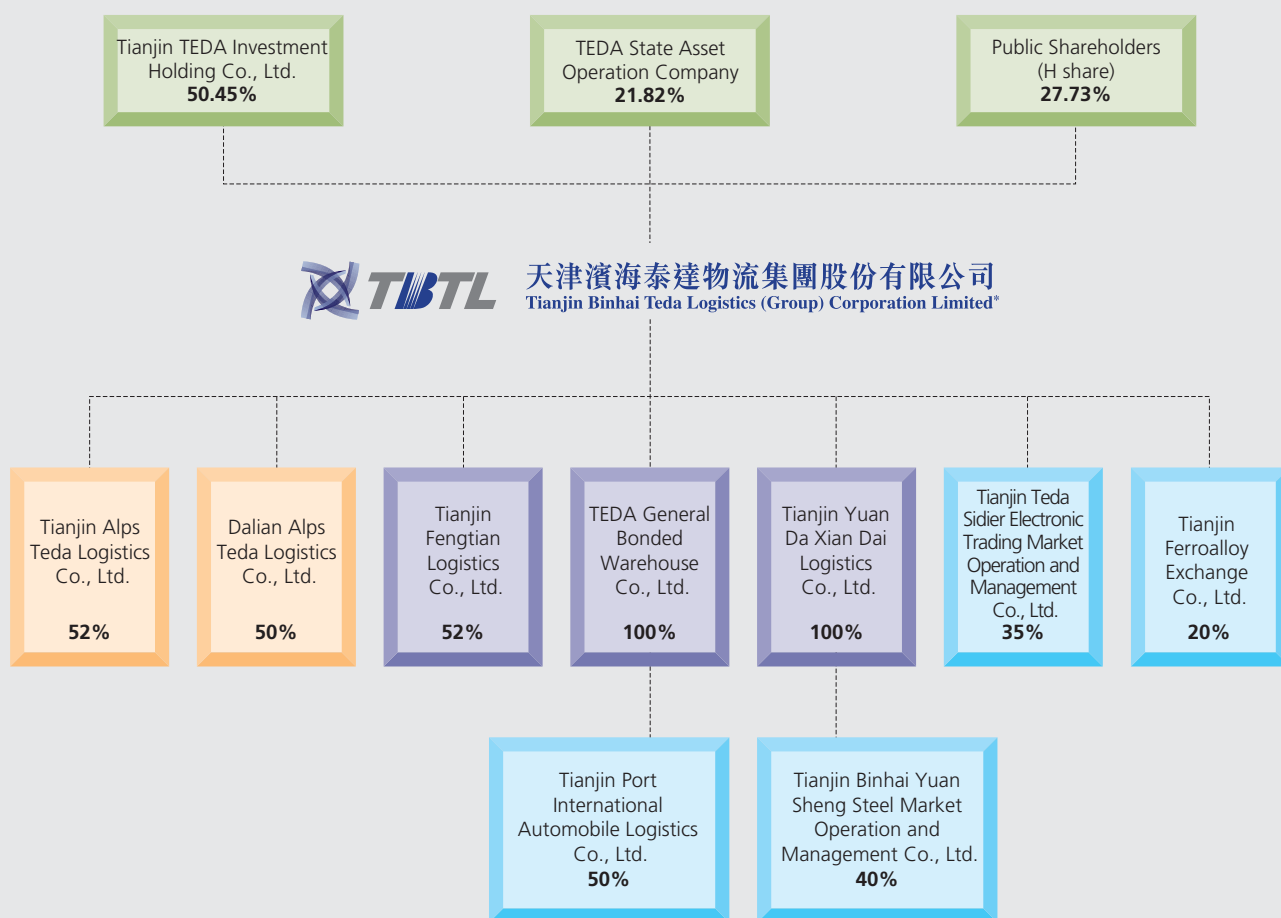 Tianjin TEDA Investment
Holding Co., Ltd.
50.45%
TEDA State Asset
Operation Company
21.82%
Public Shareholders
(H share)
27.73%
TBTL
天津濱海泰達物流集團股份有限公司
Tianjin Binhai Teda Logistics (Group) Corporation Limited*
Tianjin Alps
Teda Logistics
Co., Ltd.
52%
Dalian Alps
Teda Logistics
Co., Ltd.
50%
Tianjin
Fengtian
Logistics
Co., Ltd.
52%
TEDA General
Bonded
Warehouse
Co., Ltd.
100%
Tianjin Yuan
Da Xian Dai
Logistics
Co., Ltd.
100%
Tianjin Teda
Sidier Electronic
Trading Market
Operation and
Management
Co., Ltd.
35%
Tianjin
Ferroalloy
Exchange
Co., Ltd.
20%
Tianjin Port
International
Automobile Logistics
Co., Ltd.
50%
Tianjin Binhai Yuan
Sheng Steel Market
Operation and
Management Co., Ltd.
40%